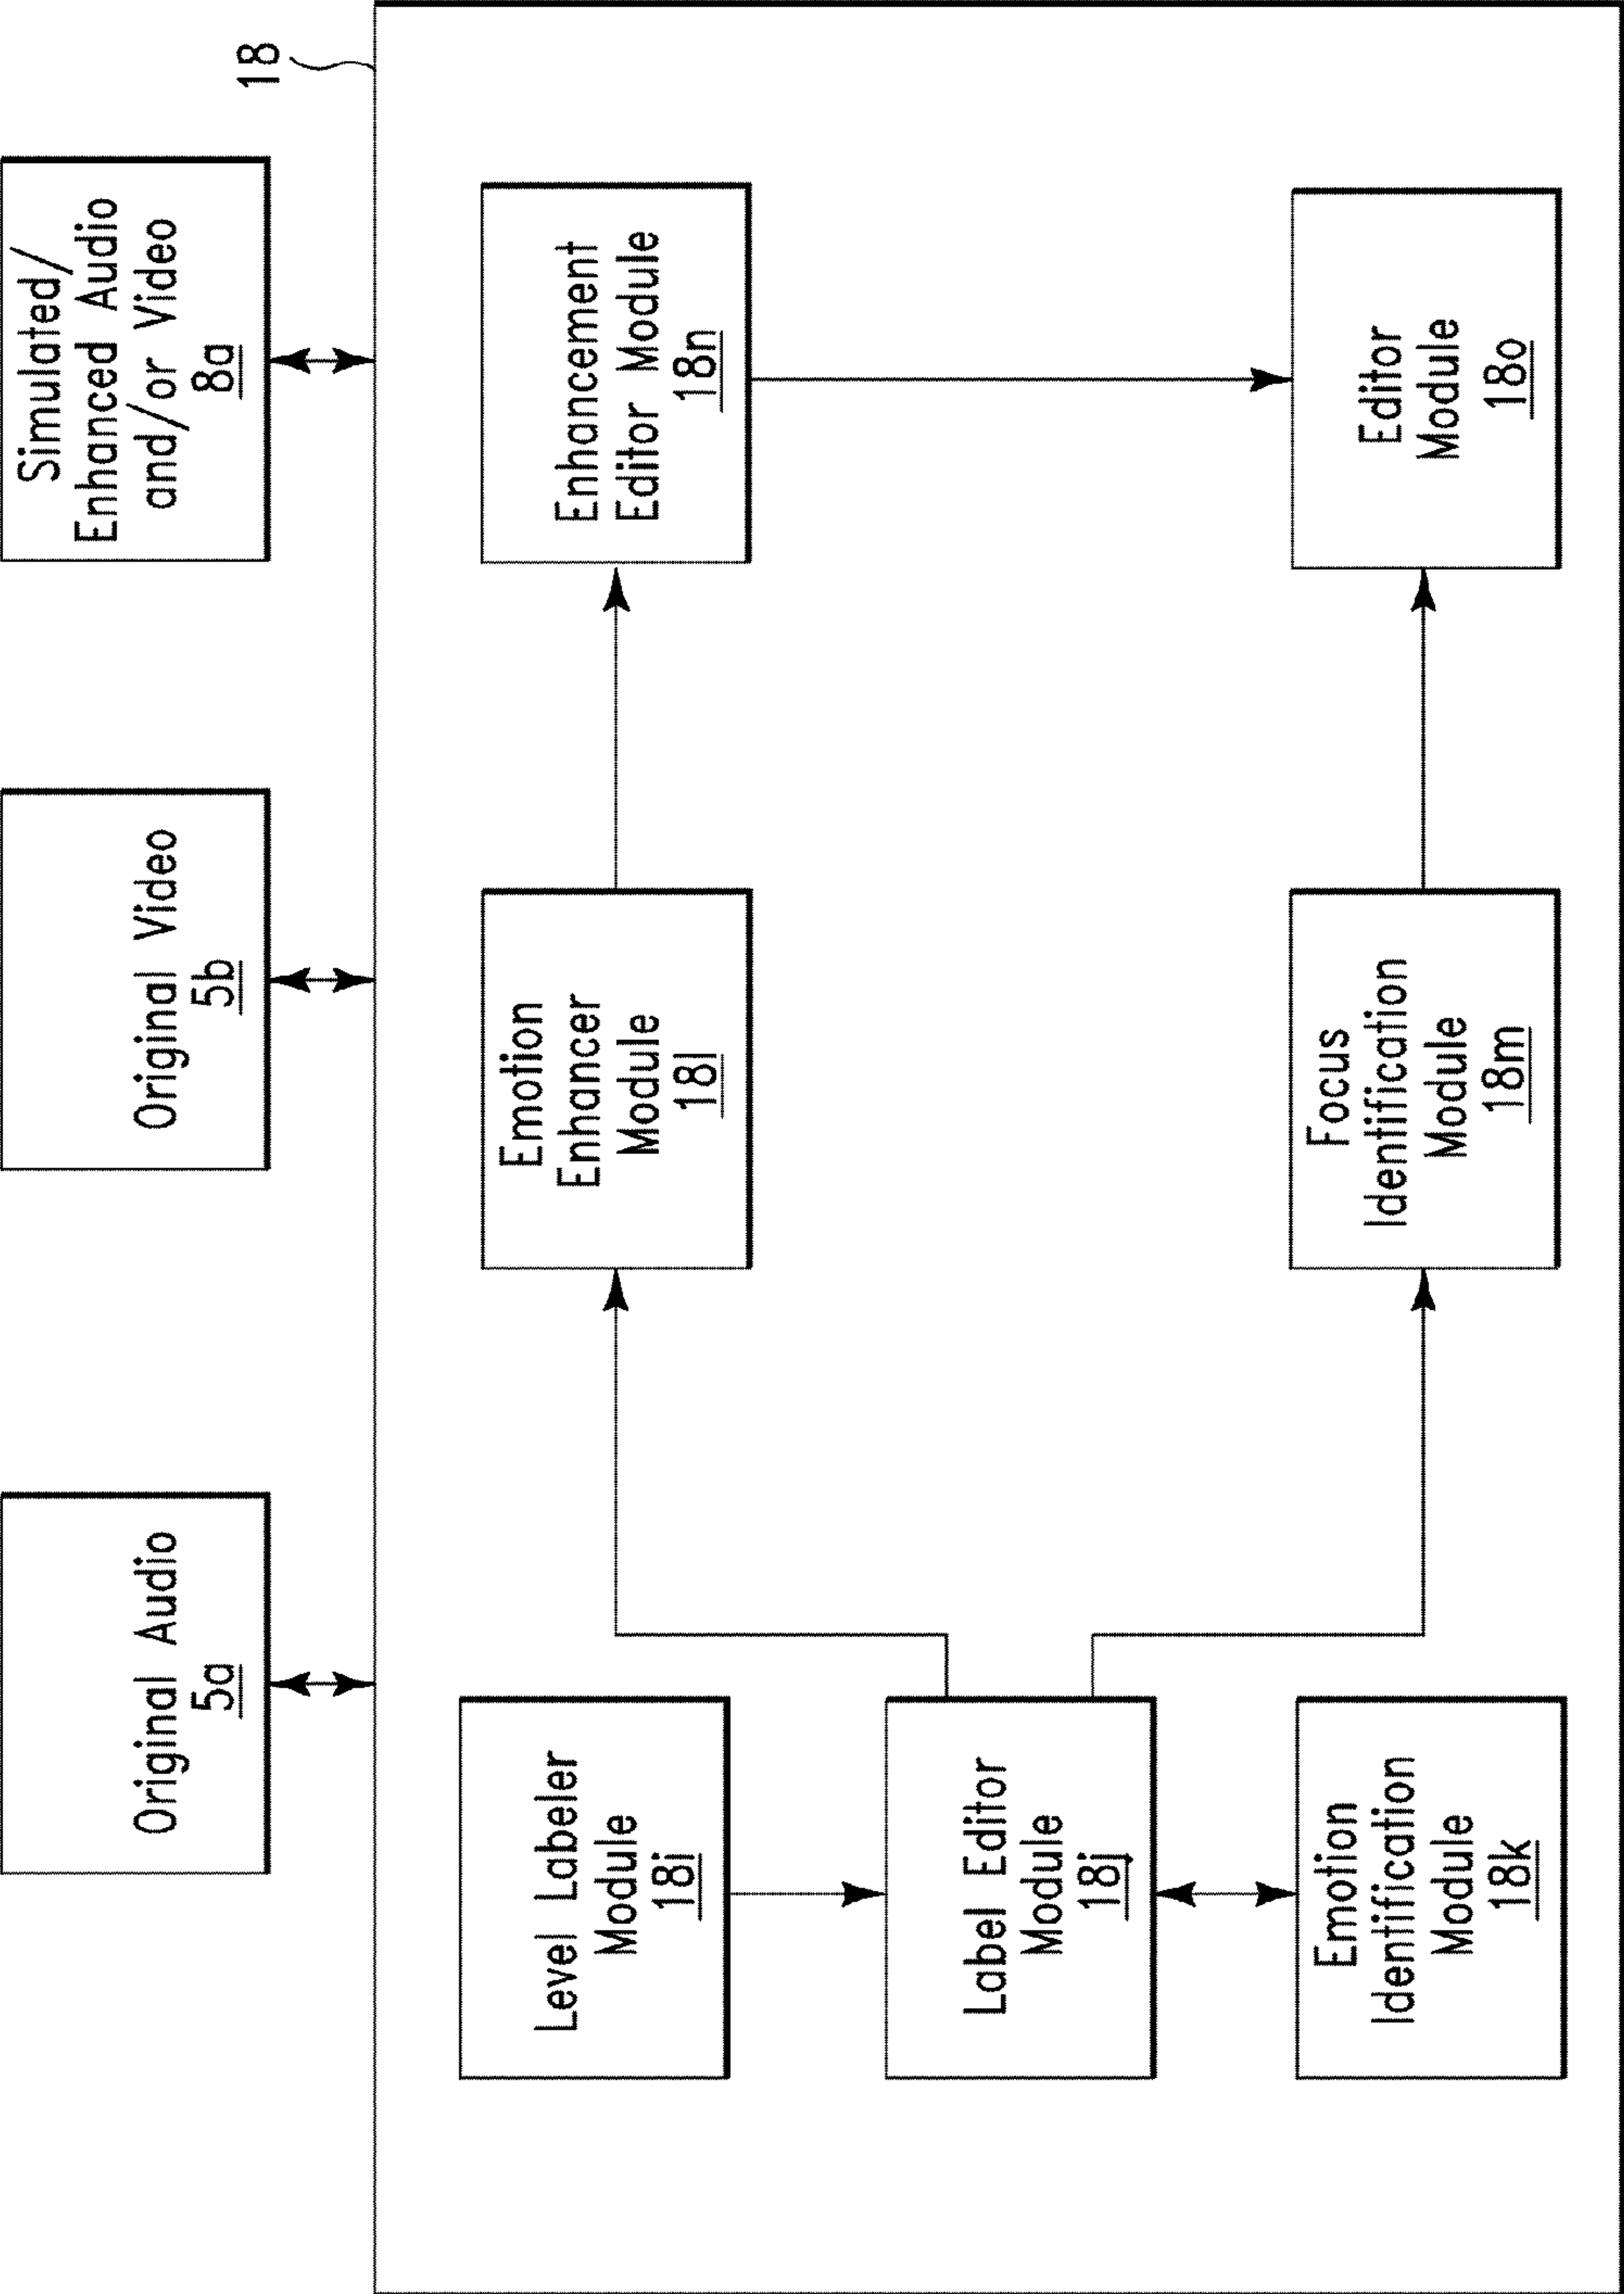 Original Audio
5a
Original Video
5b
Simulated/
Enhanced Audio
and/or Video
8a
18
Level Labeler
Module
18i
Emotion
Enhancer
Module
18l
Enhancement
Editor Module
18n
Label Editor
Module
18j
Emotion
Identification
Module
18k
Focus
Identification
Module
18m
Editor
Module
18o